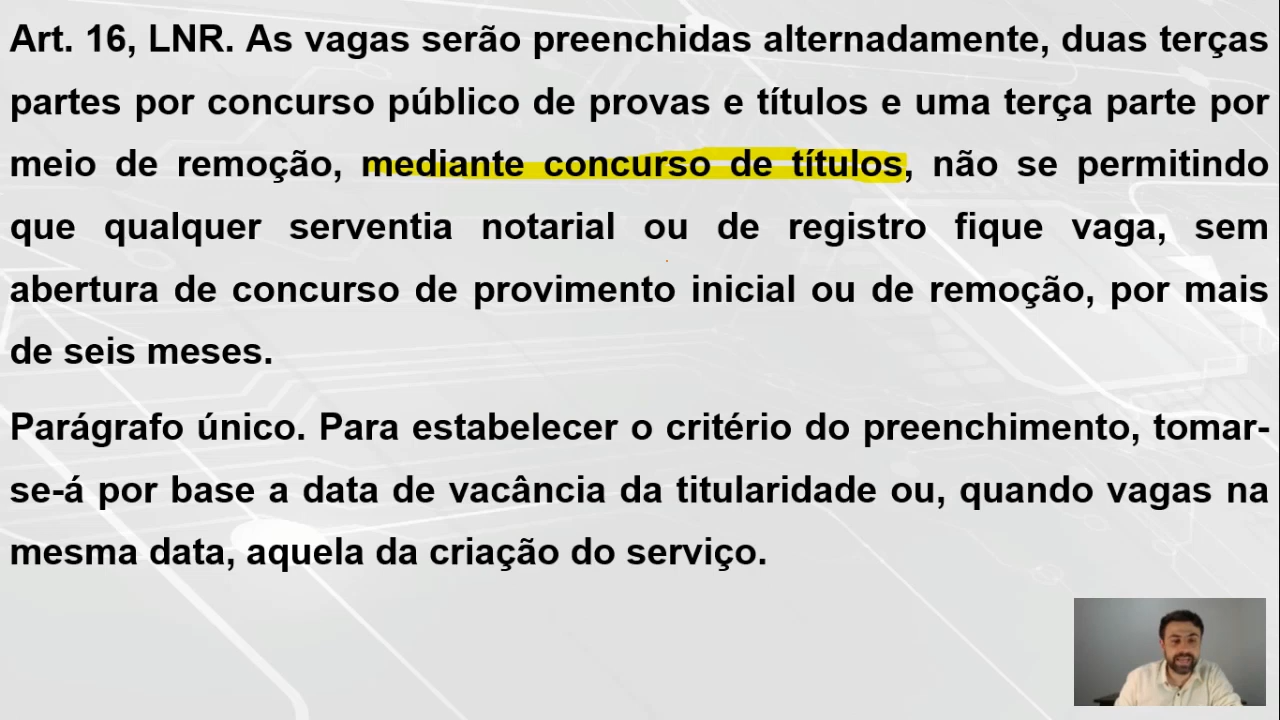 Art. 16, LNR. As vagas serão preenchidas alternadamente, duas terças
partes por concurso público de provas e títulos e uma terça parte por
meio de remoção, mediante concurso de títulos, não se permitindo
que qualquer serventia notarial ou de registro fique vaga, sem
abertura de concurso de provimento inicial ou de remoção, por mais
de seis meses.
Parágrafo único. Para estabelecer o critério do preenchimento, tomar-
se-á por base a data de vacância da titularidade ou, quando vagas na
mesma data, aquela da criação do serviço.